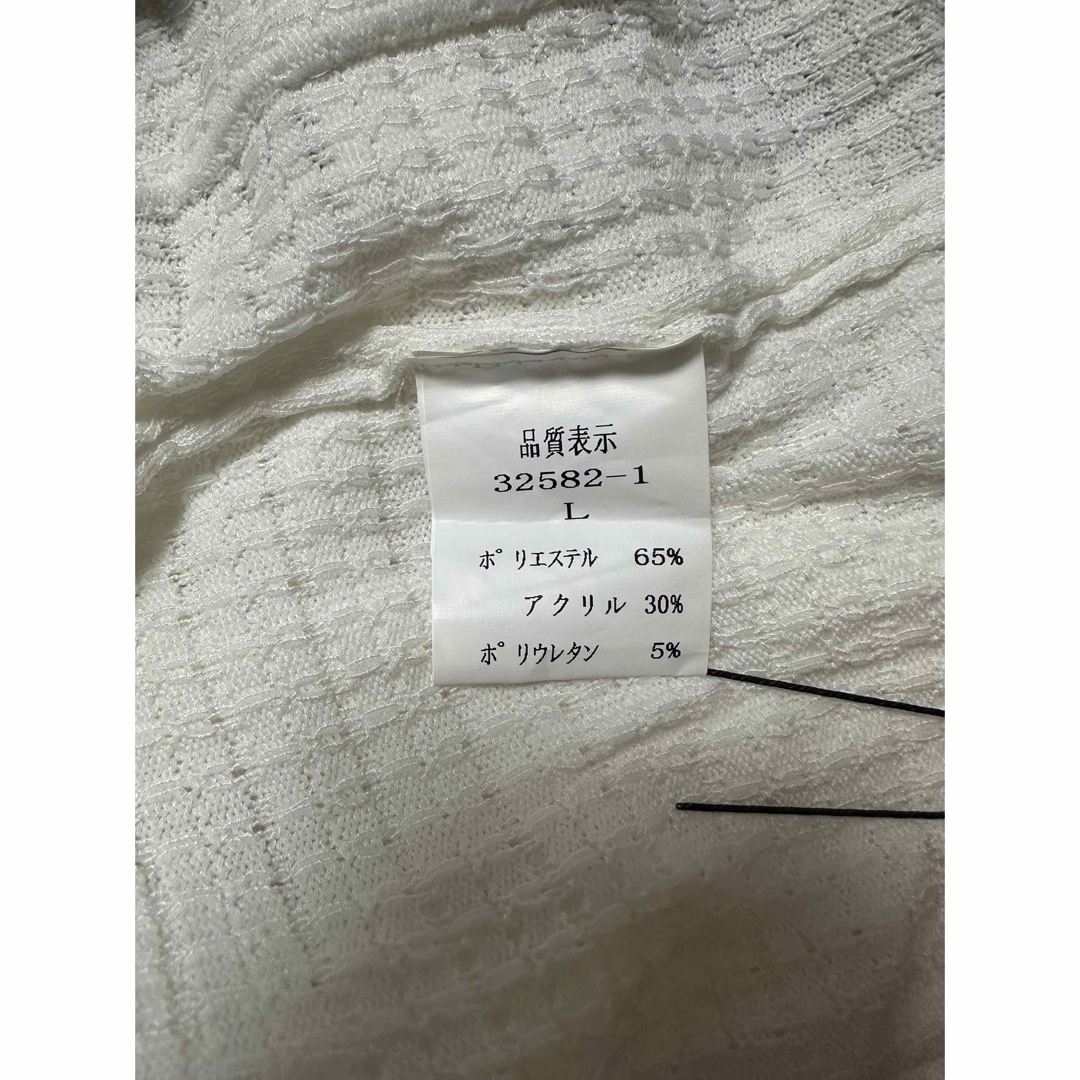 品質表示
32582-1
L
ポリエステル 65%
アクリル 30%
ポリウレタン 5%